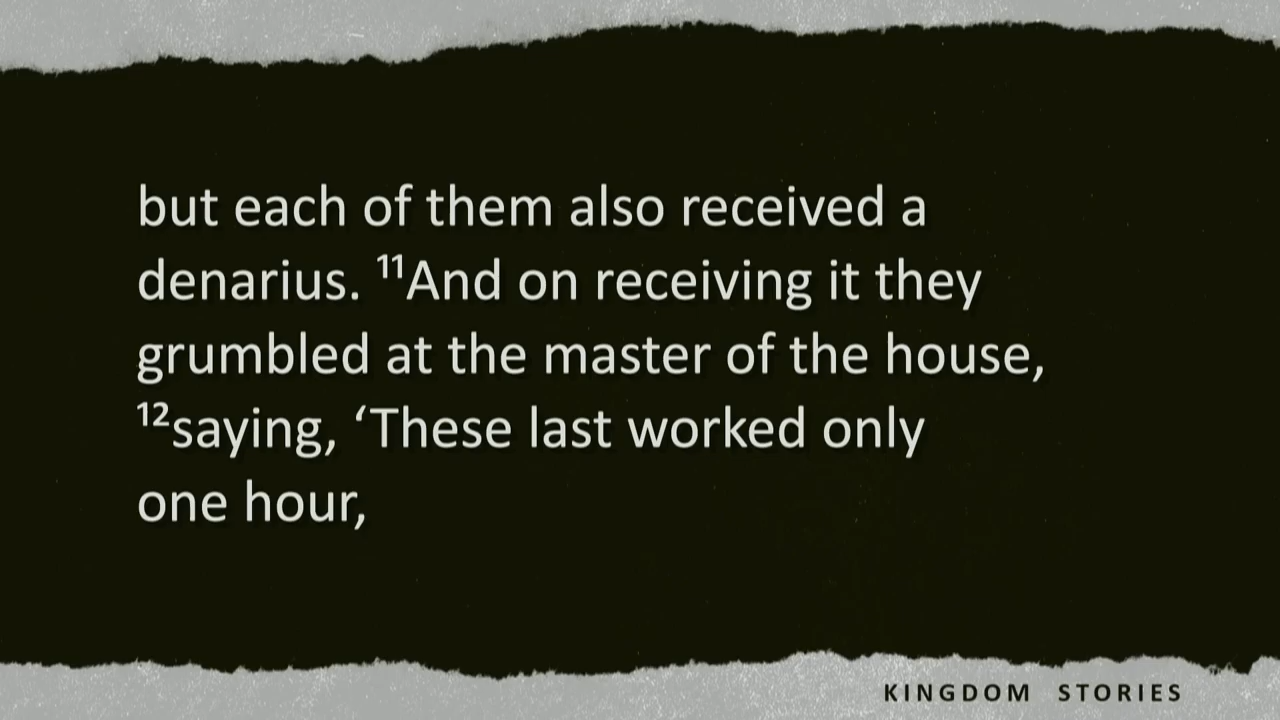 but each of them also received a
denarius. ¹¹And on receiving it they
grumbled at the master of the house,
¹²saying, ‘These last worked only
one hour,
KINGDOM STORIES